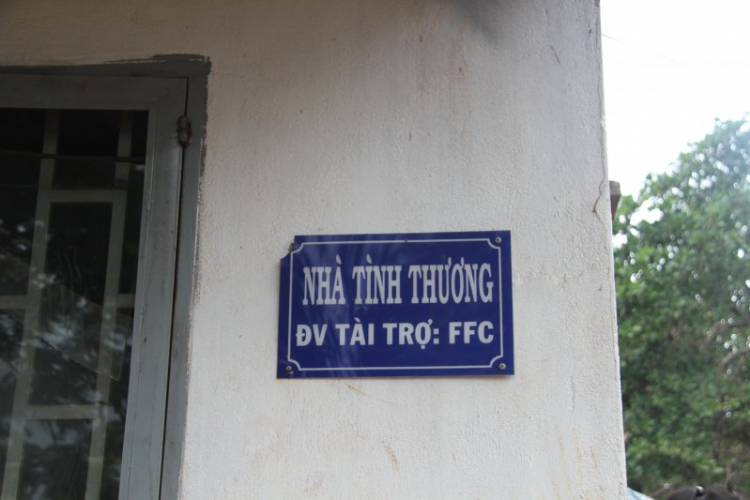 NHÀ TÌNH THƯƠNG
ĐV TÀI TRỢ: FFC